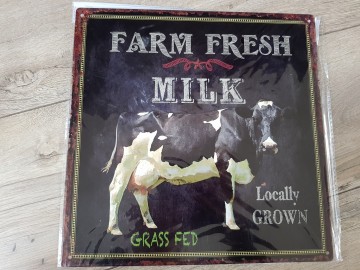 FARM FRESH
MILK
Locally
GROWN
GRASS FED